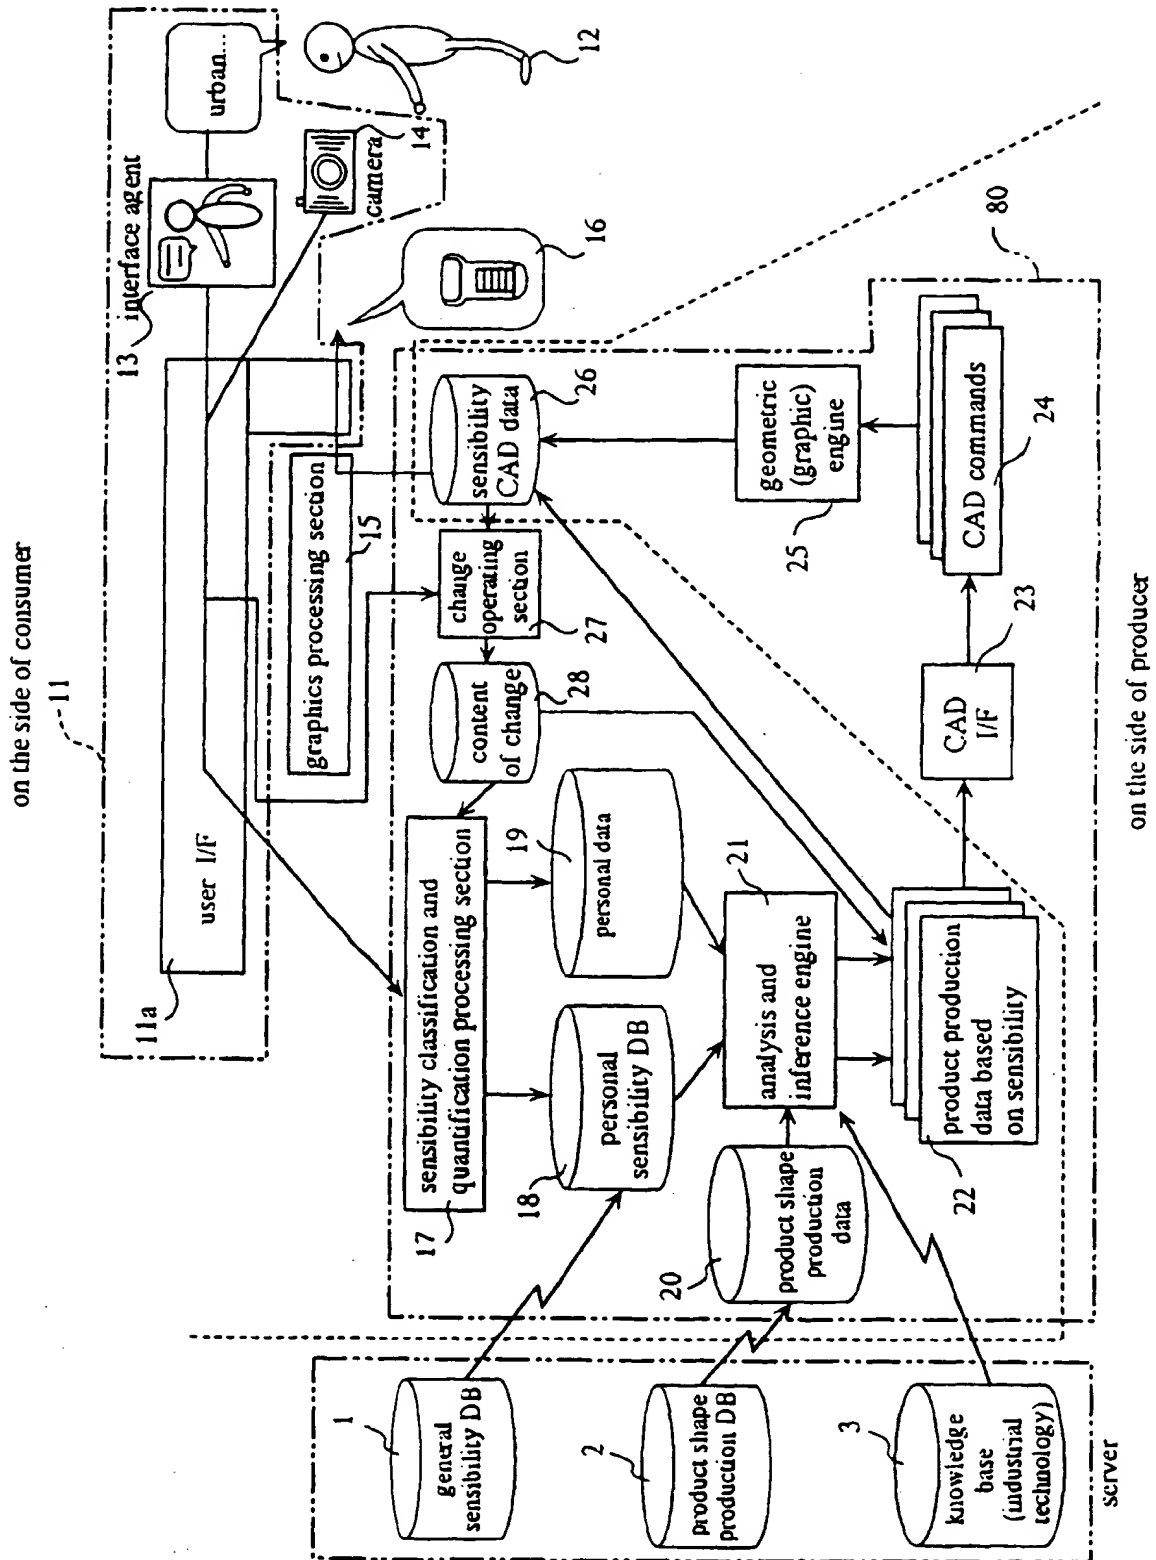 on the side of consumer
11
11a
user I/F
13
interface agent
urban...
12
14
camera
graphics processing section
15
16
sensibility classification and
quantification processing section
17
content
of change
28
change
operating
section
27
sensibility
CAD data
26
18
personal
sensibility DB
19
personal data
20
product shape
production
data
21
analysis and
inference engine
22
product production
data based
on sensibility
CAD
I/F
23
CAD commands
24
geometric
(graphic)
engine
25
80
1
general
sensibility DB
2
product shape
production DB
3
knowledge
base
(industrial
technology)
server
on the side of producer